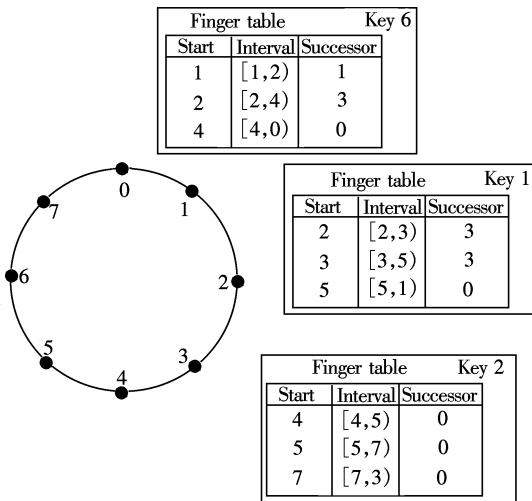 Finger table Key 6
Start Interval Successor
1 [1,2) 1
2 [2,4) 3
4 [4,0) 0
Finger table Key 1
Start Interval Successor
2 [2,3) 3
3 [3,5) 3
5 [5,1) 0
Finger table Key 2
Start Interval Successor
4 [4,5) 0
5 [5,7) 0
7 [7,3) 0
0
1
2
3
4
5
6
7